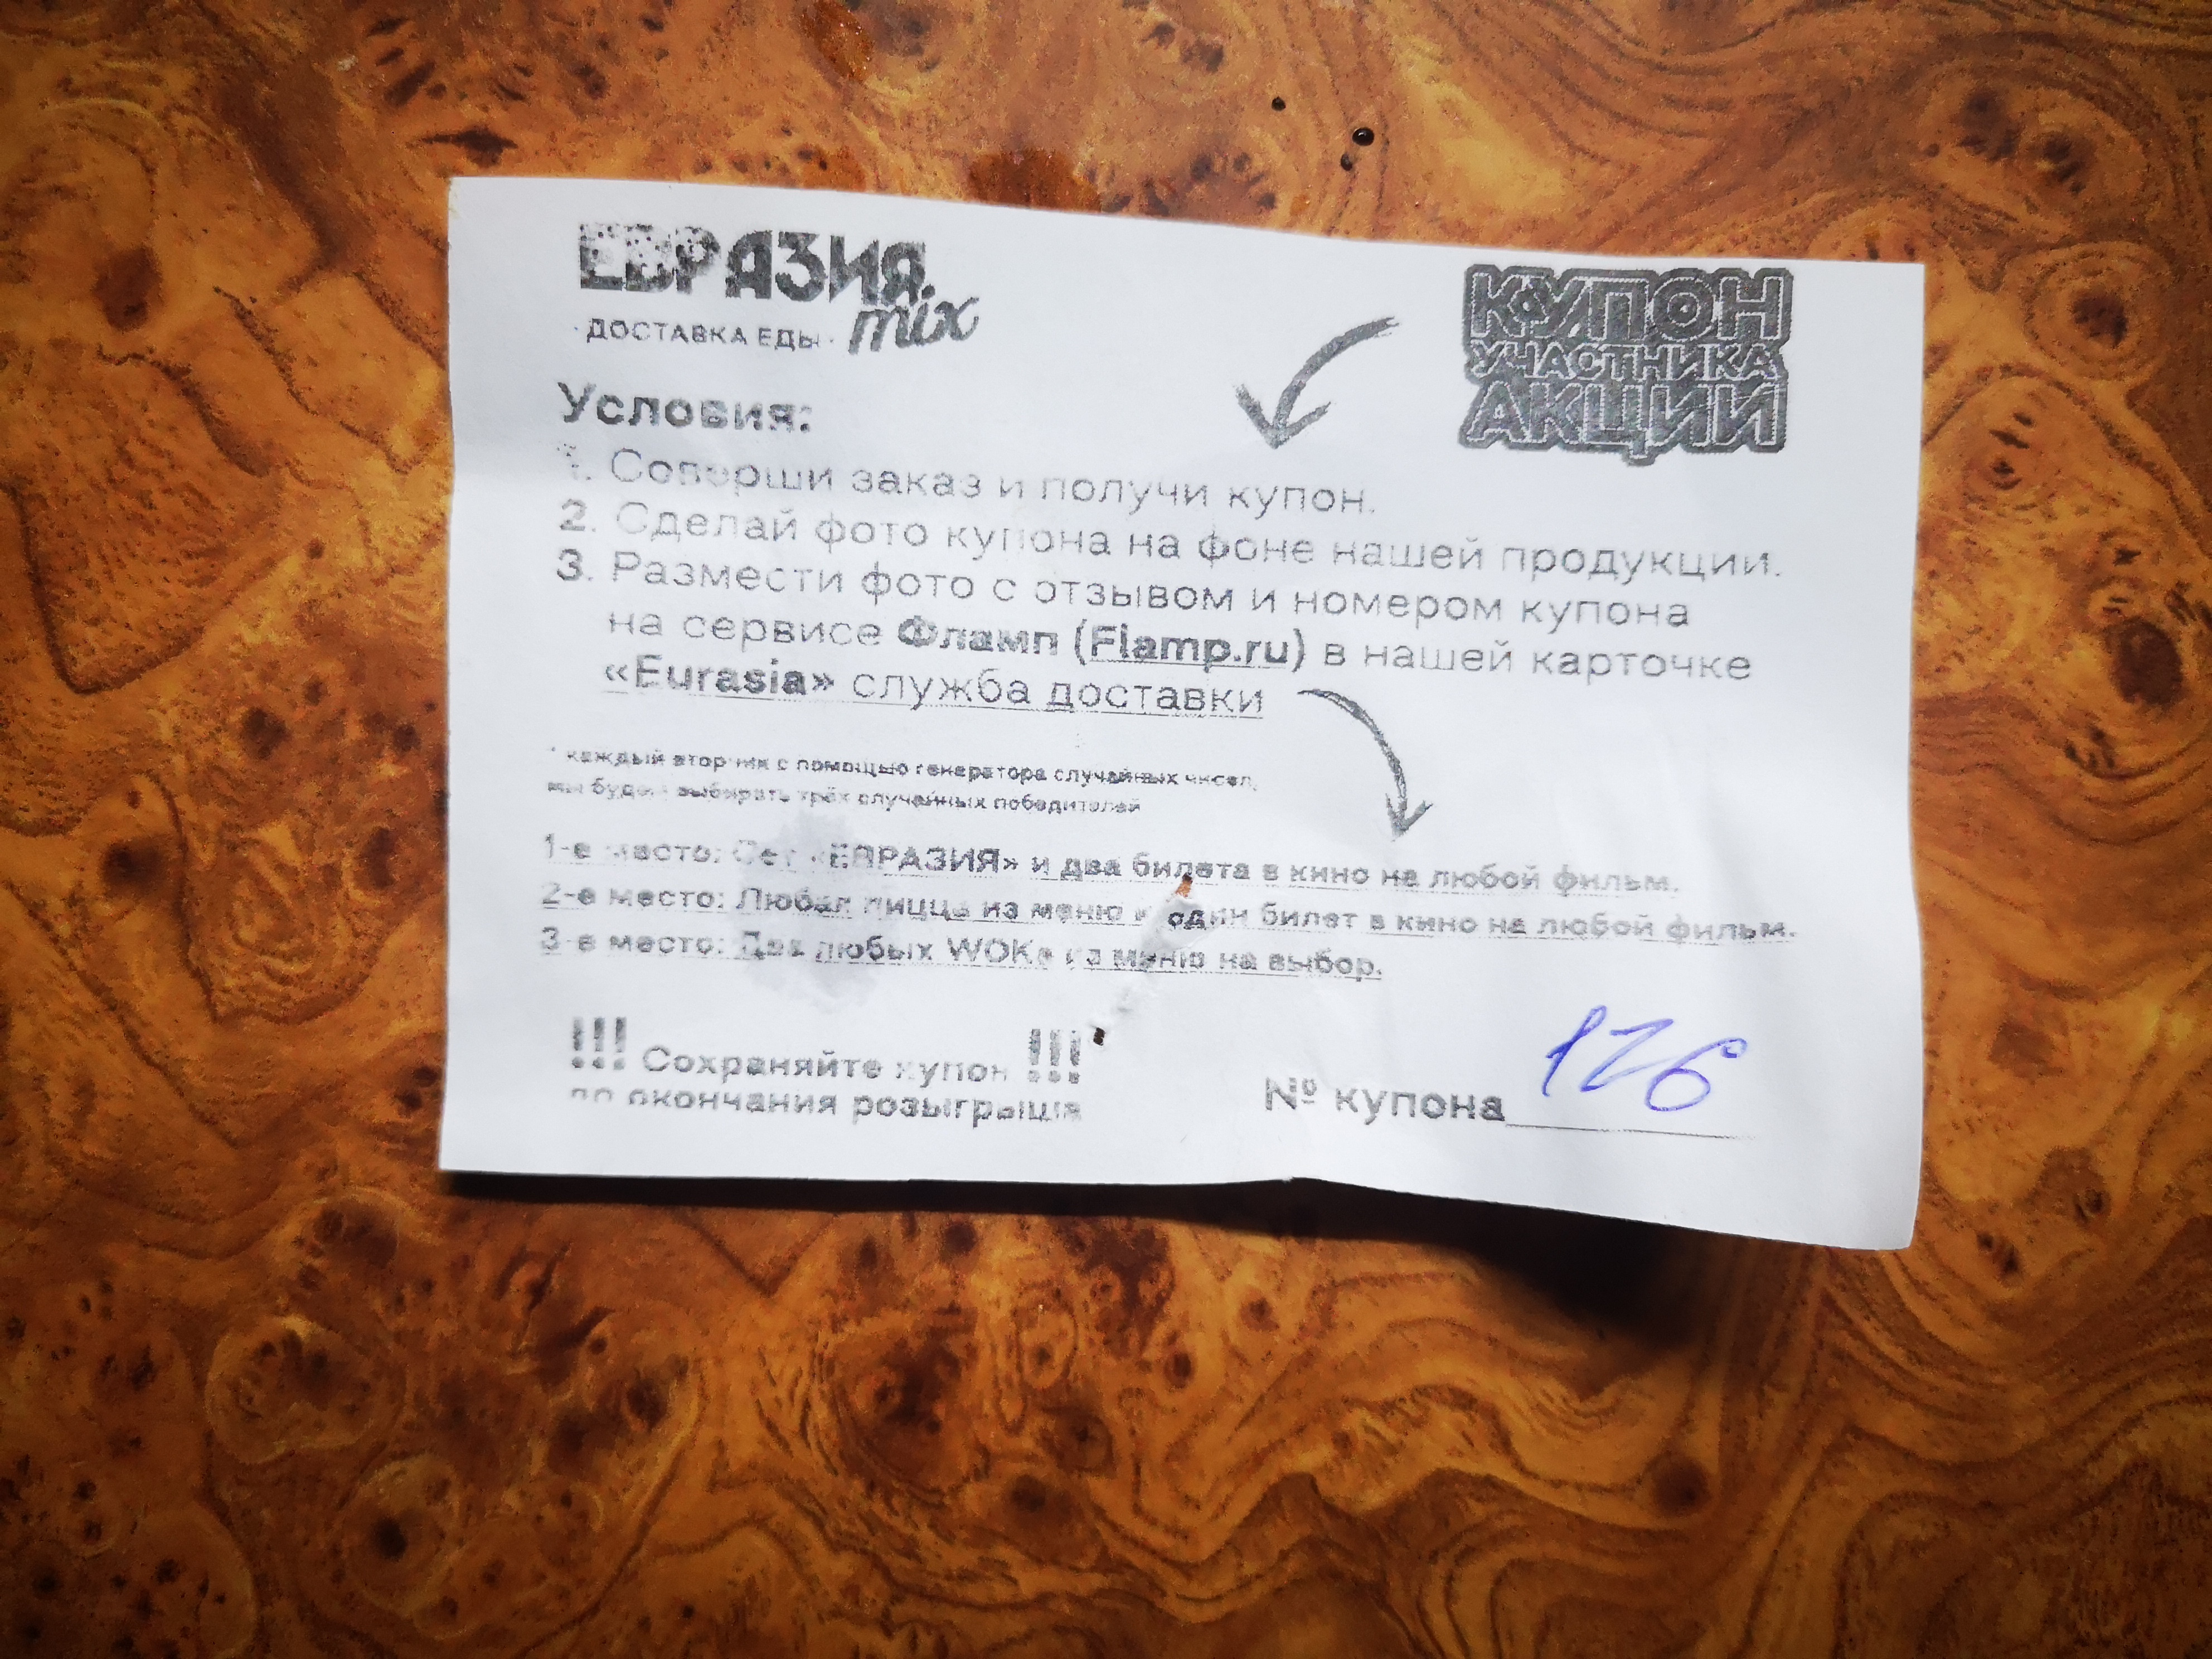 ЕВРАЗИЯ
mix
· ДОСТАВКА ЕДЫ ·
КУПОН
УЧАСТНИКА
АКЦИИ
Условия:
1. Соверши заказ и получи купон.
2. Сделай фото купона на фоне нашей продукции.
3. Размести фото с отзывом и номером купона
на сервисе Фламп (Flamp.ru) в нашей карточке
«Eurasia» служба доставки
* каждый вторник с помощью генератора случайных чисел,
мы будем выбирать трёх случайных победителей
1-е место: Сет «ЕВРАЗИЯ» и два билета в кино на любой фильм.
2-е место: Любая пицца из меню и один билет в кино на любой фильм.
3-е место: Два любых WOKа из меню на выбор.
!!! Сохраняйте купон !!!
до окончания розыгрыша
№ купона 126